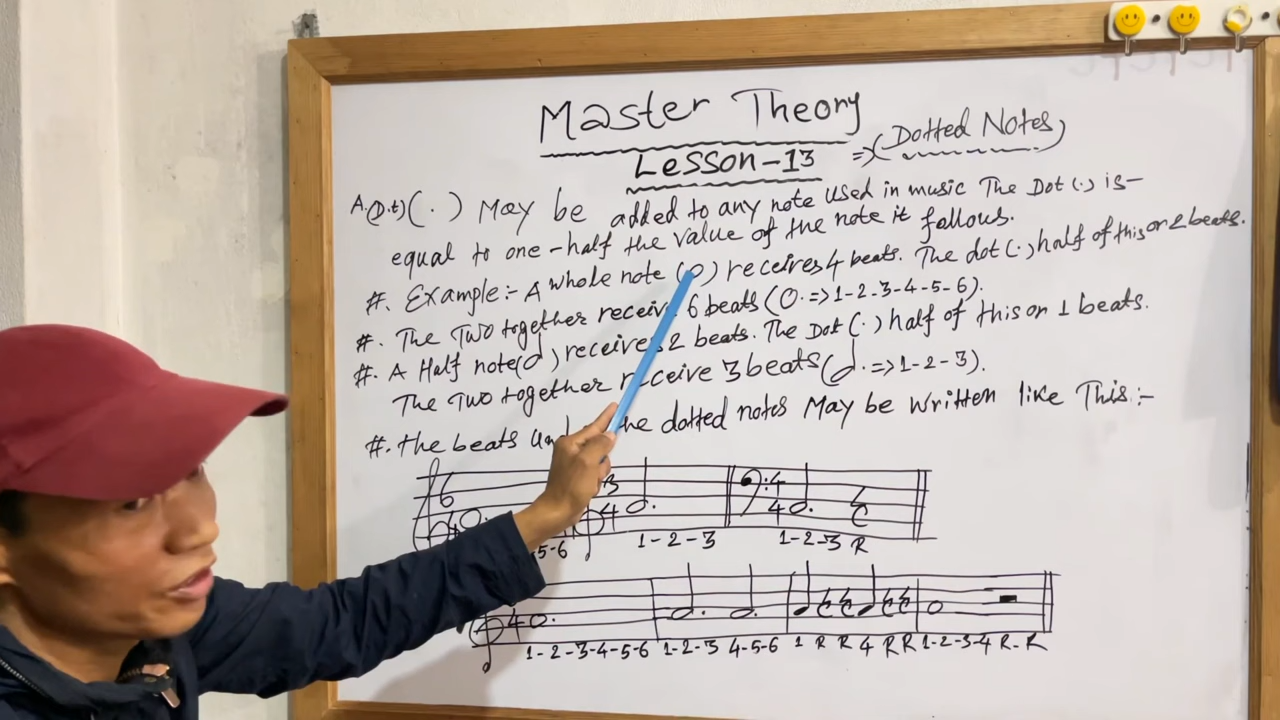 Master Theory
Lesson-13 =>(Dotted Notes)
A.(D.t)(.) May be added to any note used in music The Dot (.) is-
equal to one-half the value of the note it follows.
#. Example:- A whole note (o) receives 4 beats. The dot (.) half of this or 2 beats.
#. The Two together receive 6 beats (O. =>1-2-3-4-5-6).
#. A Half note(d), receives 2 beats. The Dot (.) half of this or 1 beats.
The Two together receive 3 beats (d. =>1-2-3).
#. the beats the dotted notes May be written like This:-
6 4 3 4 4 4
5-6 1-2-3 1-2-3 R
4
1-2-3-4-5-6 1-2-3 4-5-6 1 R R 4 R R 1-2-3-4 R-R